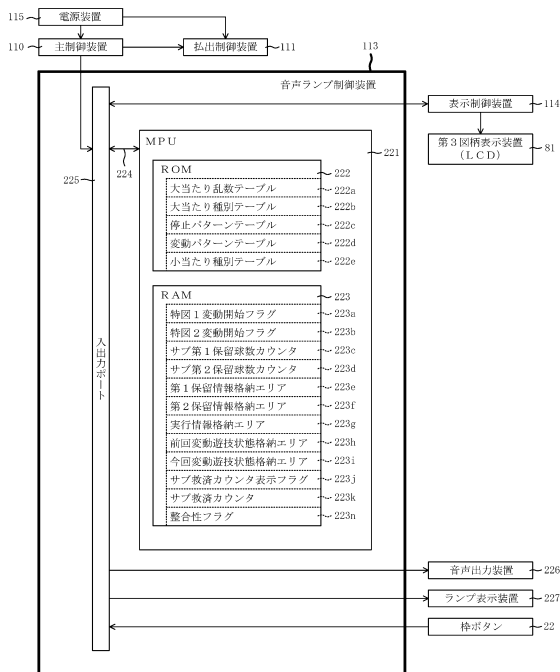 115
電源装置
110
主制御装置
払出制御装置
111
113
音声ランプ制御装置
表示制御装置
114
第３図柄表示装置
（ＬＣＤ）
81
225
224
入出力ポート
ＭＰＵ
221
ＲＯＭ
222
大当たり乱数テーブル
222a
大当たり種別テーブル
222b
停止パターンテーブル
222c
変動パターンテーブル
222d
小当たり種別テーブル
222e
ＲＡＭ
223
特図１変動開始フラグ
223a
特図２変動開始フラグ
223b
サブ第１保留球数カウンタ
223c
サブ第２保留球数カウンタ
223d
第１保留情報格納エリア
223e
第２保留情報格納エリア
223f
実行情報格納エリア
223g
前回変動遊技状態格納エリア
223h
今回変動遊技状態格納エリア
223i
サブ救済カウンタ表示フラグ
223j
サブ救済カウンタ
223k
整合性フラグ
223n
音声出力装置
226
ランプ表示装置
227
枠ボタン
22